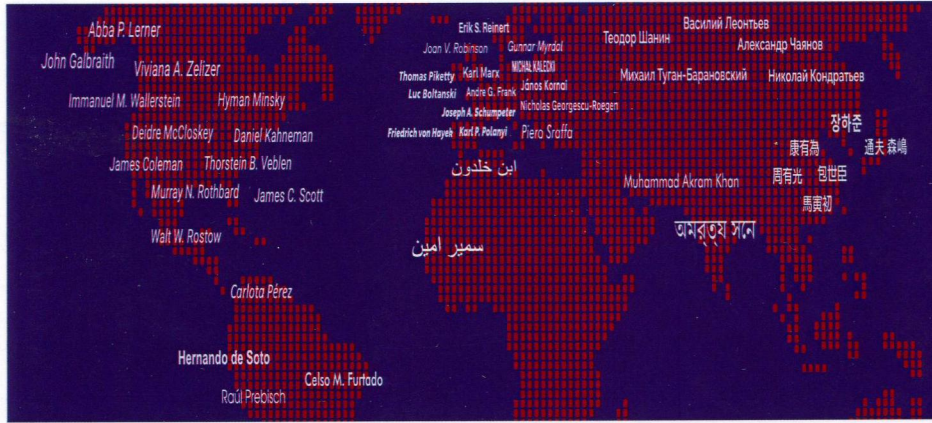 Abba P. Lerner
John Galbraith
Viviana A. Zelizer
Immanuel M. Wallerstein
Hyman Minsky
Deidre McCloskey
Daniel Kahneman
James Coleman
Thorstein B. Veblen
Murray N. Rothbard
James C. Scott
Walt W. Rostow
Carlota Pérez
Hernando de Soto
Celso M. Furtado
Raúl Prebisch
Erik S. Reinert
Joan V. Robinson
Gunnar Myrdal
Thomas Piketty
Karl Marx
MICHAŁ KALECKI
Luc Boltanski
Andre G. Frank
János Kornai
Joseph A. Schumpeter
Nicholas Georgescu-Roegen
Friedrich von Hayek
Karl P. Polanyi
Piero Sraffa
ابن خلدون
سمير امين
Василий Леонтьев
Теодор Шанин
Александр Чаянов
Михаил Туган-Барановский
Николай Кондратьев
장하준
康有為
通夫 森嶋
周有光
包世臣
馬寅初
Muhammad Akram Khan
অমর্ত্য সনে